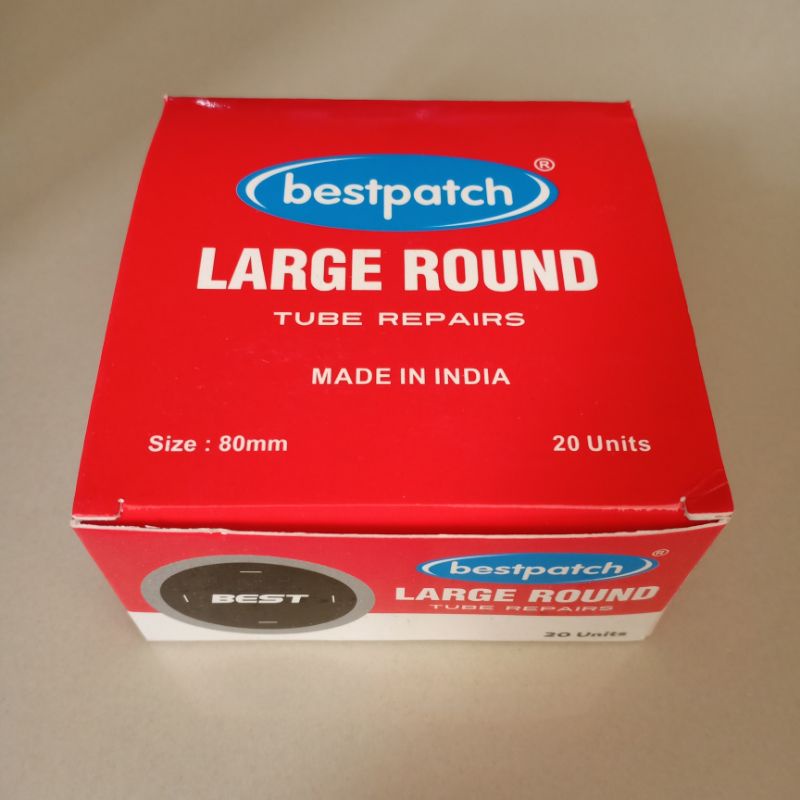 bestpatch®
LARGE ROUND
TUBE REPAIRS
MADE IN INDIA
Size : 80mm
20 Units
BEST
bestpatch®
LARGE ROUND
TUBE REPAIRS
20 Units